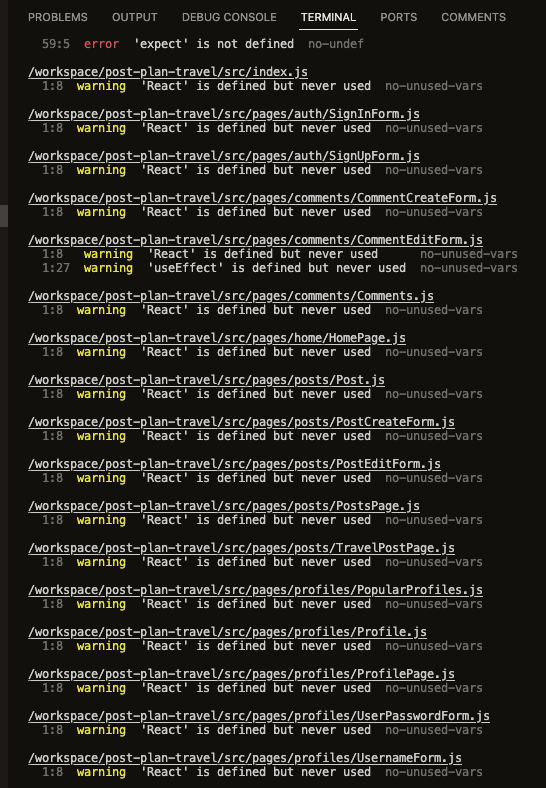 PROBLEMS OUTPUT DEBUG CONSOLE TERMINAL PORTS COMMENTS
59:5 error 'expect' is not defined no-undef
/workspace/post-plan-travel/src/index.js
1:8 warning 'React' is defined but never used no-unused-vars
/workspace/post-plan-travel/src/pages/auth/SignInForm.js
1:8 warning 'React' is defined but never used no-unused-vars
/workspace/post-plan-travel/src/pages/auth/SignUpForm.js
1:8 warning 'React' is defined but never used no-unused-vars
/workspace/post-plan-travel/src/pages/comments/CommentCreateForm.js
1:8 warning 'React' is defined but never used no-unused-vars
/workspace/post-plan-travel/src/pages/comments/CommentEditForm.js
1:8 warning 'React' is defined but never used no-unused-vars
1:27 warning 'useEffect' is defined but never used no-unused-vars
/workspace/post-plan-travel/src/pages/comments/Comments.js
1:8 warning 'React' is defined but never used no-unused-vars
/workspace/post-plan-travel/src/pages/home/HomePage.js
1:8 warning 'React' is defined but never used no-unused-vars
/workspace/post-plan-travel/src/pages/posts/Post.js
1:8 warning 'React' is defined but never used no-unused-vars
/workspace/post-plan-travel/src/pages/posts/PostCreateForm.js
1:8 warning 'React' is defined but never used no-unused-vars
/workspace/post-plan-travel/src/pages/posts/PostEditForm.js
1:8 warning 'React' is defined but never used no-unused-vars
/workspace/post-plan-travel/src/pages/posts/PostsPage.js
1:8 warning 'React' is defined but never used no-unused-vars
/workspace/post-plan-travel/src/pages/posts/TravelPostPage.js
1:8 warning 'React' is defined but never used no-unused-vars
/workspace/post-plan-travel/src/pages/profiles/PopularProfiles.js
1:8 warning 'React' is defined but never used no-unused-vars
/workspace/post-plan-travel/src/pages/profiles/Profile.js
1:8 warning 'React' is defined but never used no-unused-vars
/workspace/post-plan-travel/src/pages/profiles/ProfilePage.js
1:8 warning 'React' is defined but never used no-unused-vars
/workspace/post-plan-travel/src/pages/profiles/UserPasswordForm.js
1:8 warning 'React' is defined but never used no-unused-vars
/workspace/post-plan-travel/src/pages/profiles/UsernameForm.js
1:8 warning 'React' is defined but never used no-unused-vars